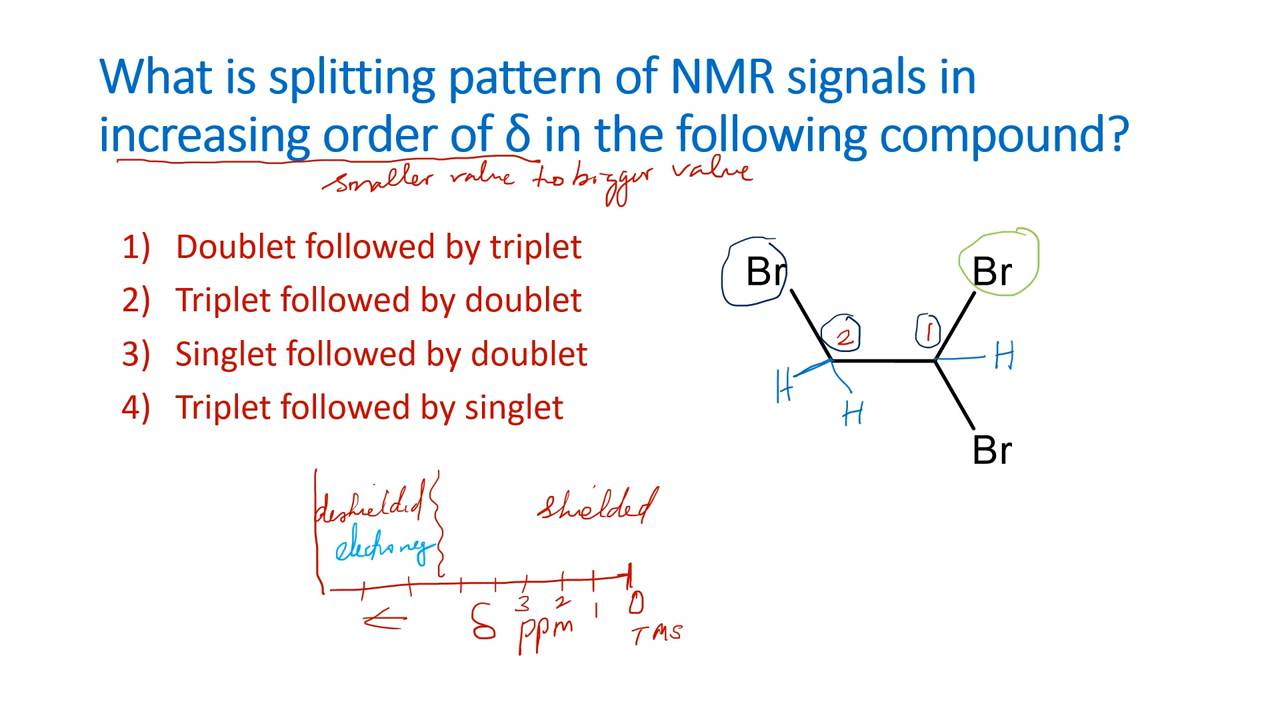 What is splitting pattern of NMR signals in
increasing order of δ in the following compound?
smaller value to bigger value
1) Doublet followed by triplet
2) Triplet followed by doublet
3) Singlet followed by doublet
4) Triplet followed by singlet
Br Br
2 1
H H H
Br
deshielded shielded
electroneg
3 2 1 0
δ ppm TMS